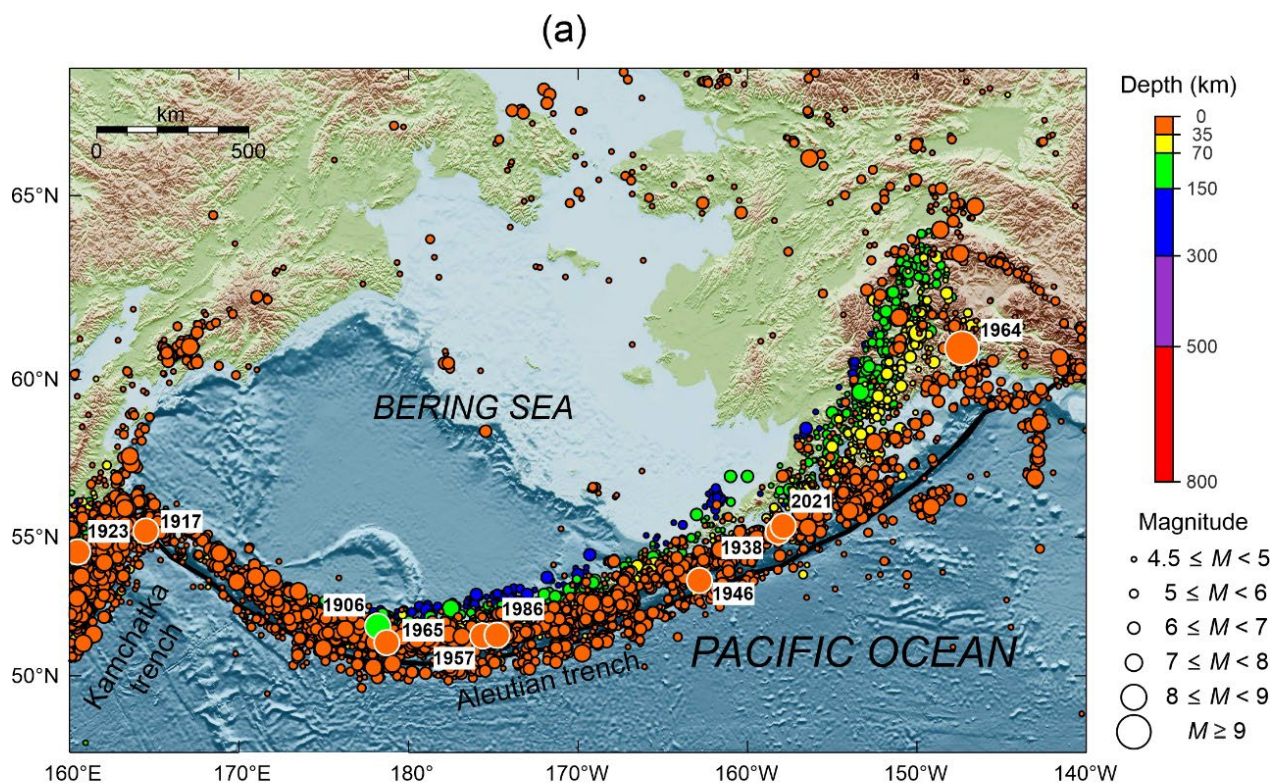 (a)
km
0 500
65°N
60°N
55°N
50°N
160°E 170°E 180° 170°W 160°W 150°W 140°W
BERING SEA
PACIFIC OCEAN
Kamchatka
trench
Aleutian trench
1923
1917
1906
1965
1957
1986
1946
1938
2021
1964
Depth (km)
0
35
70
150
300
500
800
Magnitude
4.5 ≤ M < 5
5 ≤ M < 6
6 ≤ M < 7
7 ≤ M < 8
8 ≤ M < 9
M ≥ 9